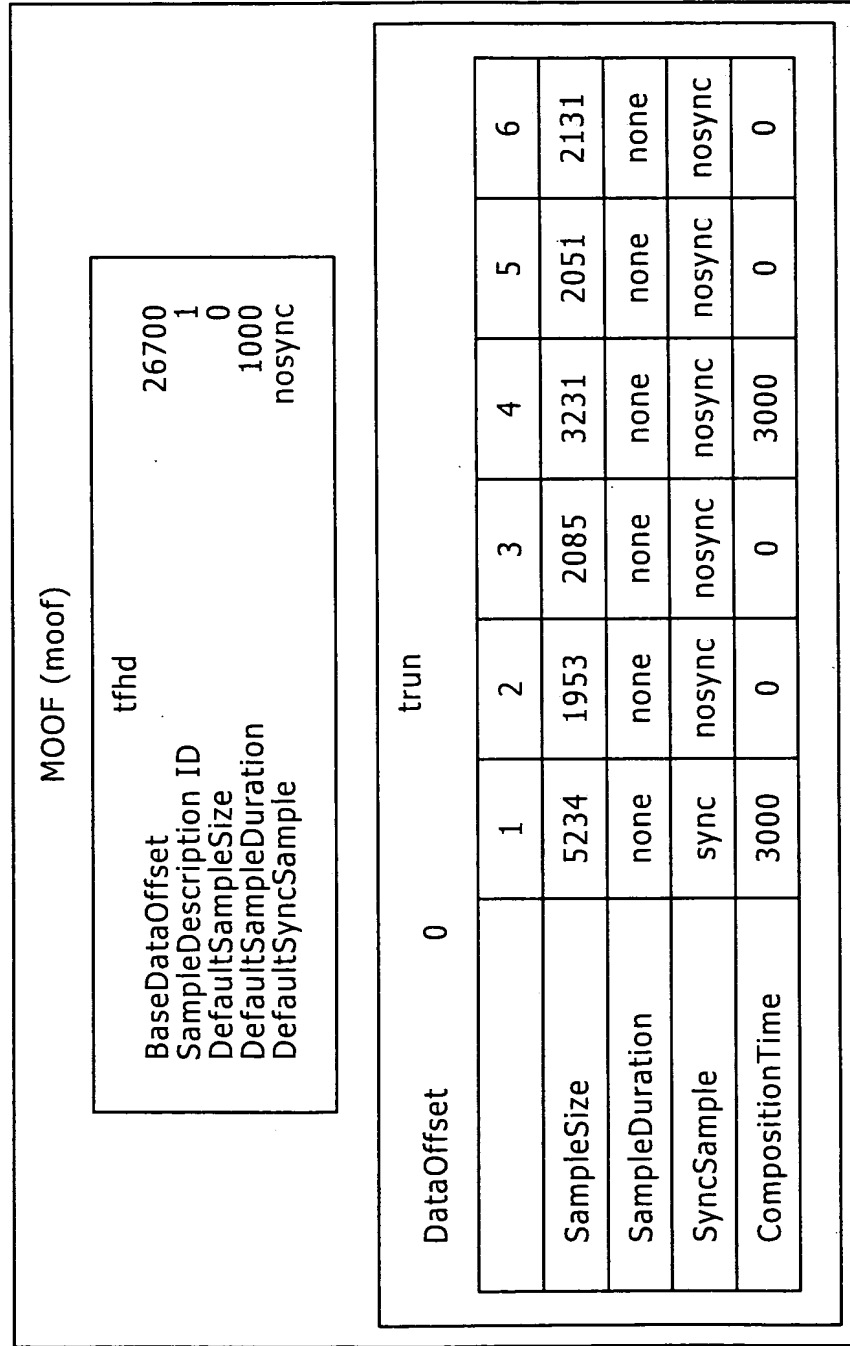 MOOF (moof)
tfhd
BaseDataOffset 26700
SampleDescription ID 1
DefaultSampleSize 0
DefaultSampleDuration 1000
DefaultSyncSample nosync
trun
DataOffset 0
1 2 3 4 5 6
SampleSize 5234 1953 2085 3231 2051 2131
SampleDuration none none none none none none
SyncSample sync nosync nosync nosync nosync nosync
CompositionTime 3000 0 0 3000 0 0